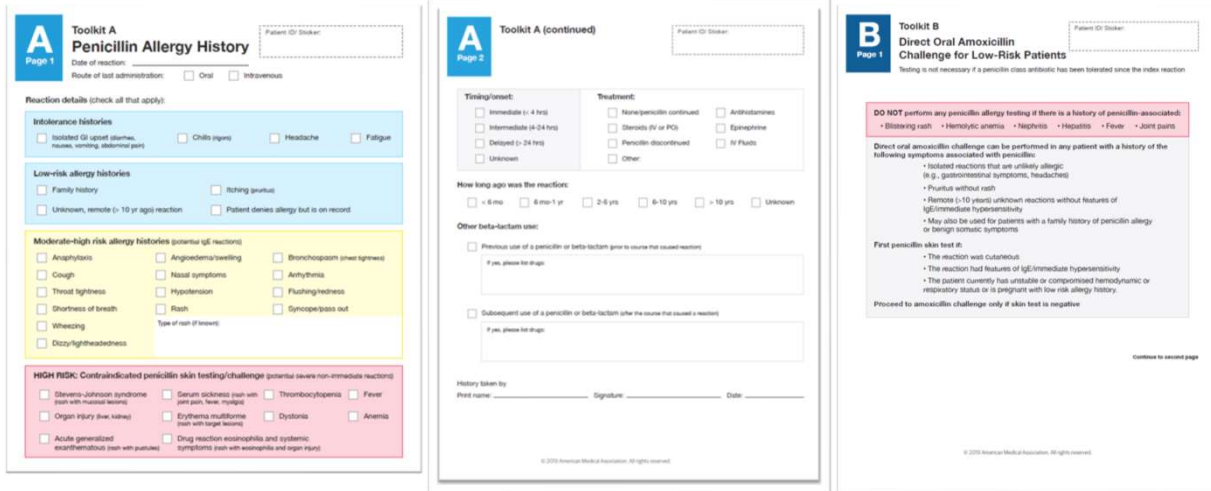 A
Page 1
Toolkit A
Penicillin Allergy History
Patient ID/ Sticker:
Date of reaction:
Route of last administration: Oral Intravenous
Reaction details (check all that apply):
Intolerance histories
Isolated GI upset (diarrhea, nausea, vomiting, abdominal pain)
Chills (rigors)
Headache
Fatigue
Low-risk allergy histories
Family history
Itching (pruritus)
Unknown, remote (> 10 yr ago) reaction
Patient denies allergy but is on record
Moderate-high risk allergy histories (potential IgE reactions)
Anaphylaxis
Angioedema/swelling
Bronchospasm (chest tightness)
Cough
Nasal symptoms
Arrhythmia
Throat tightness
Hypotension
Flushing/redness
Shortness of breath
Rash
Syncope/pass out
Wheezing
Type of rash (if known):
Dizzy/lightheadedness
HIGH RISK: Contraindicated penicillin skin testing/challenge (potential severe non-immediate reactions)
Stevens-Johnson syndrome
(rash with mucosal lesions)
Serum sickness (rash with
joint pain, fever, myalgia)
Thrombocytopenia
Fever
Organ injury (liver, kidney)
Erythema multiforme
(rash with target lesions)
Dystonia
Anemia
Acute generalized
exanthematous (rash with pustules)
Drug reaction eosinophilia and systemic
symptoms (rash with eosinophilia and organ injury)
A
Page 2
Toolkit A (continued)
Patient ID/ Sticker:
Timing/onset:
Immediate (< 4 hrs)
Intermediate (4-24 hrs)
Delayed (> 24 hrs)
Unknown
Treatment:
None/penicillin continued
Antihistamines
Steroids (IV or PO)
Epinephrine
Penicillin discontinued
IV Fluids
Other:
How long ago was the reaction:
< 6 mo 6 mo-1 yr 2-5 yrs 6-10 yrs > 10 yrs Unknown
Other beta-lactam use:
Previous use of a penicillin or beta-lactam (prior to course that caused reaction)
If yes, please list drugs:
Subsequent use of a penicillin or beta-lactam (after the course that caused a reaction)
If yes, please list drugs:
History taken by
Print name: Signature: Date:
© 2019 American Medical Association. All rights reserved.
B
Page 1
Toolkit B
Direct Oral Amoxicillin
Challenge for Low-Risk Patients
Patient ID/ Sticker:
Testing is not necessary if a penicillin class antibiotic has been tolerated since the index reaction
DO NOT perform any penicillin allergy testing if there is a history of penicillin-associated:
• Blistering rash • Hemolytic anemia • Nephritis • Hepatitis • Fever • Joint pains
Direct oral amoxicillin challenge can be performed in any patient with a history of the
following symptoms associated with penicillin:
• Isolated reactions that are unlikely allergic
(e.g., gastrointestinal symptoms, headaches)
• Pruritus without rash
• Remote (>10 years) unknown reactions without features of
IgE/immediate hypersensitivity
• May also be used for patients with a family history of penicillin allergy
or benign somatic symptoms
First penicillin skin test if:
• The reaction was cutaneous
• The reaction had features of IgE/immediate hypersensitivity
• The patient currently has unstable or compromised hemodynamic or
respiratory status or is pregnant with low risk allergy history.
Proceed to amoxicillin challenge only if skin test is negative
Continue to second page
© 2019 American Medical Association. All rights reserved.